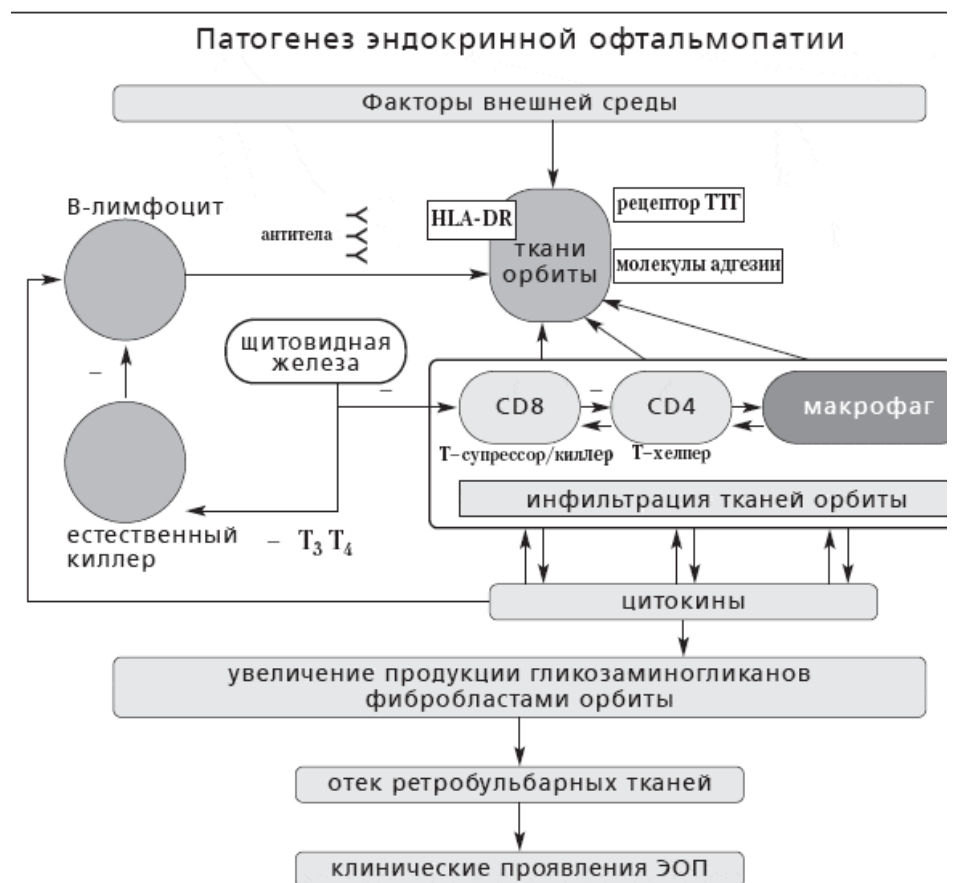 Патогенез эндокринной офтальмопатии
Факторы внешней среды
В-лимфоцит
антитела
HLA-DR
рецептор ТТГ
ткани
орбиты
молекулы адгезии
щитовидная
железа
–
–
–
CD8
CD4
макрофаг
Т–супрессор/киллер
Т–хелпер
инфильтрация тканей орбиты
естественный
киллер
– T₃ T₄
цитокины
увеличение продукции гликозаминогликанов
фибробластами орбиты
отек ретробульбарных тканей
клинические проявления ЭОП